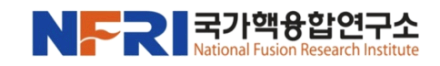 NFRI 국가핵융합연구소
National Fusion Research Institute